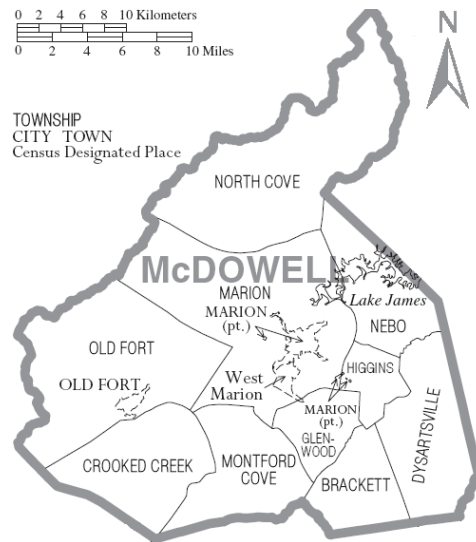 0 2 4 6 8 10 Kilometers
0 2 4 6 8 10 Miles
N
TOWNSHIP
CITY TOWN
Census Designated Place
NORTH COVE
McDOWELL
MARION
MARION
(pt.)
Lake James
NEBO
OLD FORT
HIGGINS
OLD FORT
West
Marion
MARION
(pt.)
DYSARTSVILLE
GLEN-
WOOD
CROOKED CREEK
MONTFORD
COVE
BRACKETT